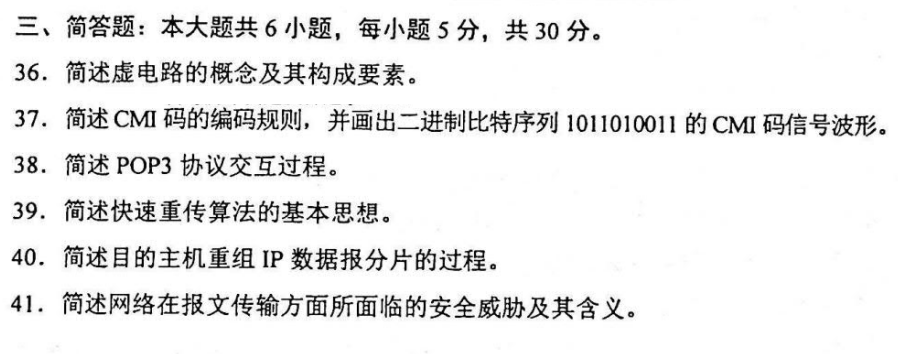 三、简答题：本大题共 6 小题，每小题 5 分，共 30 分。
36．简述虚电路的概念及其构成要素。
37．简述 CMI 码的编码规则，并画出二进制比特序列 1011010011 的 CMI 码信号波形。
38．简述 POP3 协议交互过程。
39．简述快速重传算法的基本思想。
40．简述目的主机重组 IP 数据报分片的过程。
41．简述网络在报文传输方面所面临的安全威胁及其含义。